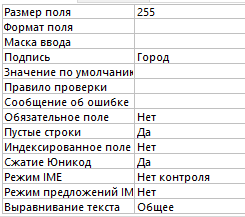 Размер поля 255
Формат поля
Маска ввода
Подпись Город
Значение по умолчани
Правило проверки
Сообщение об ошибке
Обязательное поле Нет
Пустые строки Да
Индексированное поле Нет
Сжатие Юникод Да
Режим IME Нет контроля
Режим предложений IM Нет
Выравнивание текста Общее